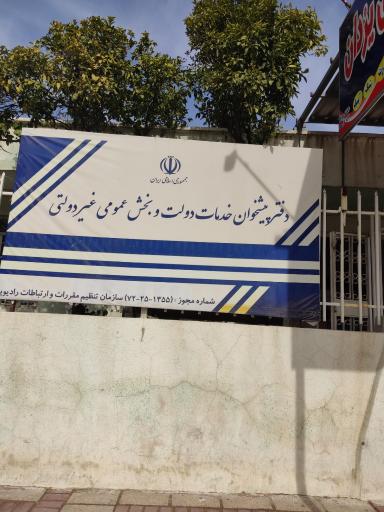 جمهوری اسلامی ایران
دفتر پیشخوان خدمات دولت و بخش عمومی غیردولتی
شماره مجوز : (۱۳۵۵-۲۵-۷۲) سازمان تنظیم مقررات و ارتباطات رادیویی